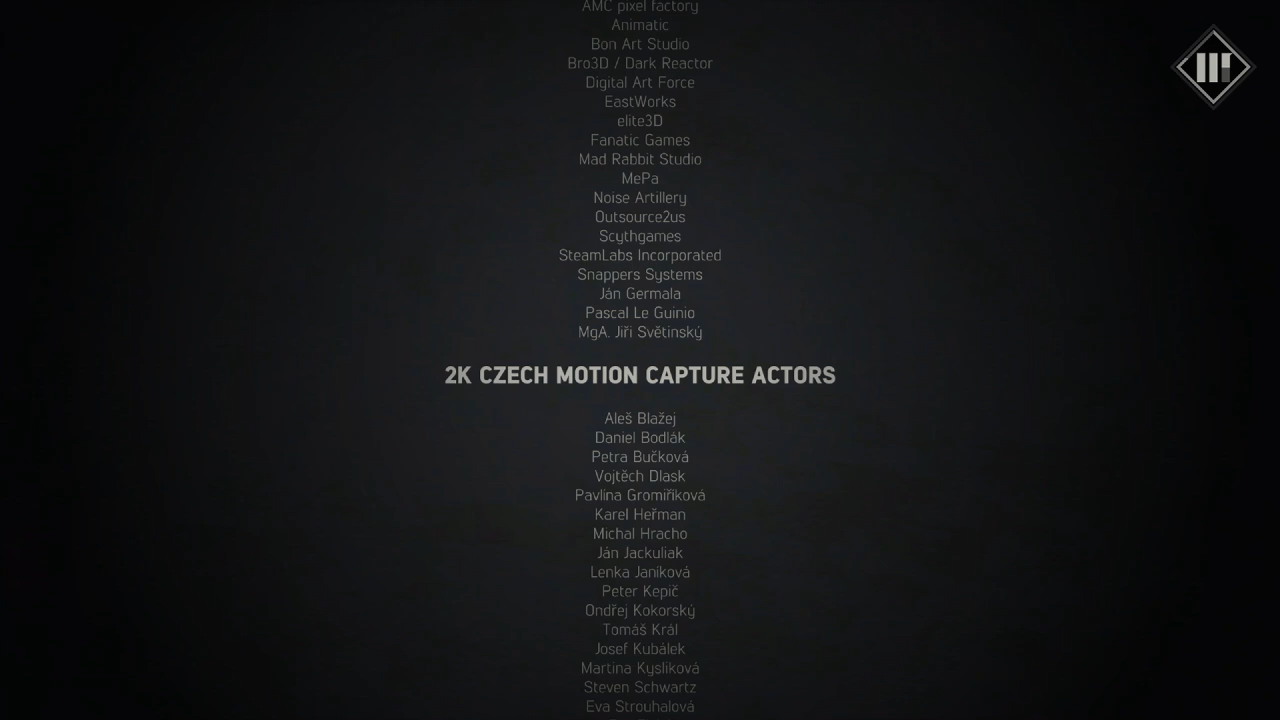 AMC pixel factory
Animatic
Bon Art Studio
Bro3D / Dark Reactor
Digital Art Force
EastWorks
elite3D
Fanatic Games
Mad Rabbit Studio
MePa
Noise Artillery
Outsource2us
Scythgames
SteamLabs Incorporated
Snappers Systems
Ján Germala
Pascal Le Guinio
MgA. Jiří Světinský
2K CZECH MOTION CAPTURE ACTORS
Aleš Blažej
Daniel Bodlák
Petra Bučková
Vojtěch Dlask
Pavlína Gromiříková
Karel Heřman
Michal Hracho
Ján Jackuliak
Lenka Janíková
Peter Kepič
Ondřej Kokorský
Tomáš Král
Josef Kubálek
Martina Kyslíková
Steven Schwartz
Eva Strouhalová